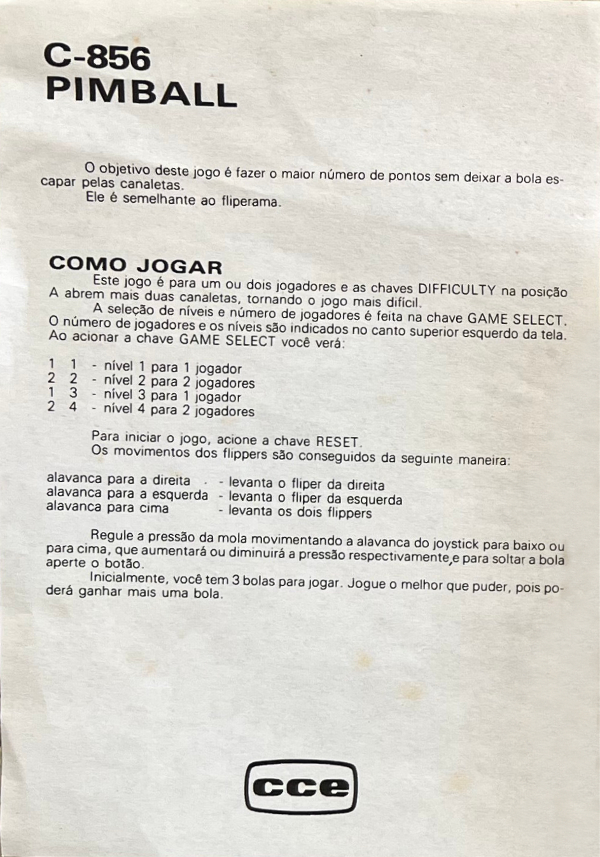 C-856
PIMBALL
O objetivo deste jogo é fazer o maior número de pontos sem deixar a bola es-
capar pelas canaletas.
Ele é semelhante ao fliperama.
COMO JOGAR
Este jogo é para um ou dois jogadores e as chaves DIFFICULTY na posição
A abrem mais duas canaletas, tornando o jogo mais difícil.
A seleção de níveis e número de jogadores é feita na chave GAME SELECT.
O número de jogadores e os níveis são indicados no canto superior esquerdo da tela.
Ao acionar a chave GAME SELECT você verá:
1 1 - nível 1 para 1 jogador
2 2 - nível 2 para 2 jogadores
1 3 - nível 3 para 1 jogador
2 4 - nível 4 para 2 jogadores
Para iniciar o jogo, acione a chave RESET.
Os movimentos dos flippers são conseguidos da seguinte maneira:
alavanca para a direita - levanta o fliper da direita
alavanca para a esquerda - levanta o fliper da esquerda
alavanca para cima - levanta os dois flippers
Regule a pressão da mola movimentando a alavanca do joystick para baixo ou
para cima, que aumentará ou diminuirá a pressão respectivamente, e para soltar a bola
aperte o botão.
Inicialmente, você tem 3 bolas para jogar. Jogue o melhor que puder, pois po-
derá ganhar mais uma bola.
cce